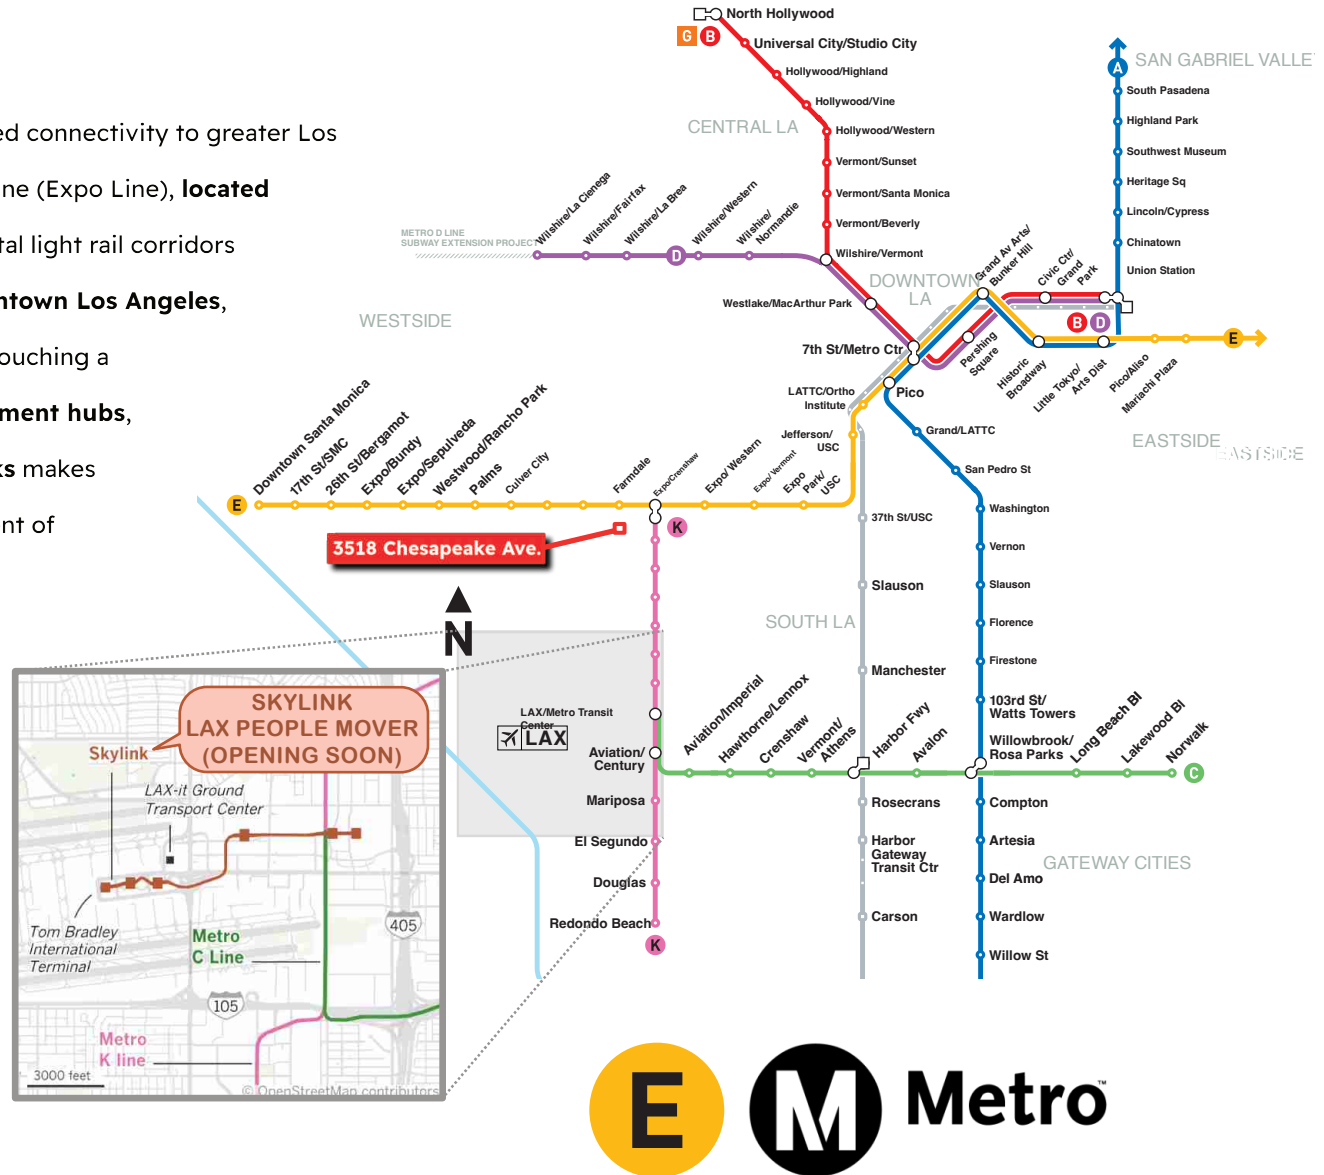 ed connectivity to greater Los
ne (Expo Line), located
tal light rail corridors
ntown Los Angeles,
ouching a
ment hubs,
ks makes
nt of
North Hollywood
G B
Universal City/Studio City
Hollywood/Highland
Hollywood/Vine
CENTRAL LA
Hollywood/Western
Vermont/Sunset
Vermont/Santa Monica
Vermont/Beverly
Wilshire/Vermont
A
SAN GABRIEL VALLE
South Pasadena
Highland Park
Southwest Museum
Heritage Sq
Lincoln/Cypress
Chinatown
Union Station
METRO D LINE
SUBWAY EXTENSION PROJECT
Wilshire/La Cienega
Wilshire/Fairfax
Wilshire/La Brea
D
Wilshire/Western
Wilshire/
Normandie
WESTSIDE
DOWNTOWN
LA
Westlake/MacArthur Park
7th St/Metro Ctr
Grand Av Arts/
Bunker Hill
Civic Ctr/
Grand
Park
B D
Pershing
Square
Historic
Broadway
Little Tokyo/
Arts Dist
Pico/Aliso
Mariachi Plaza
E
EASTSIDE
EASTSIDE
LATTC/Ortho
Institute
Pico
Jefferson/
USC
Grand/LATTC
San Pedro St
Washington
Vernon
Slauson
Florence
Firestone
103rd St/
Watts Towers
Willowbrook/
Rosa Parks
Compton
Artesia
Del Amo
Wardlow
Willow St
GATEWAY CITIES
E
Downtown Santa Monica
17th St/SMC
26th St/Bergamot
Expo/Bundy
Expo/Sepulveda
Westwood/Rancho Park
Palms
Culver City
Farmdale
Expo/Crenshaw
Expo/ Western
Expo/ Vermont
Expo
Park/
USC
K
3518 Chesapeake Ave.
N
37th St/USC
Slauson
SOUTH LA
Manchester
Harbor Fwy
Rosecrans
Harbor
Gateway
Transit Ctr
Carson
LAX/Metro Transit
Center
LAX
Aviation/
Century
Mariposa
El Segundo
Douglas
Redondo Beach
K
Aviation/Imperial
Hawthorne/Lennox
Crenshaw
Vermont/
Athens
Avalon
Long Beach Bl
Lakewood Bl
Norwalk
C
SKYLINK
LAX PEOPLE MOVER
(OPENING SOON)
Skylink
LAX-it Ground
Transport Center
Tom Bradley
International
Terminal
Metro
C Line
405
105
Metro
K line
3000 feet
© OpenStreetMap contributors
E M Metro™